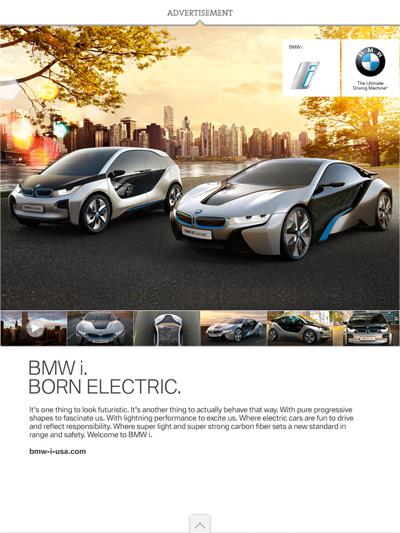 ADVERTISEMENT
BMW i
BMW
The Ultimate
Driving Machine®
BMW i.
BORN ELECTRIC.
It's one thing to look futuristic. It's another thing to actually behave that way. With pure progressive
shapes to fascinate us. With lightning performance to excite us. Where electric cars are fun to drive
and reflect responsibility. Where super light and super strong carbon fiber sets a new standard in
range and safety. Welcome to BMW i.
bmw-i-usa.com